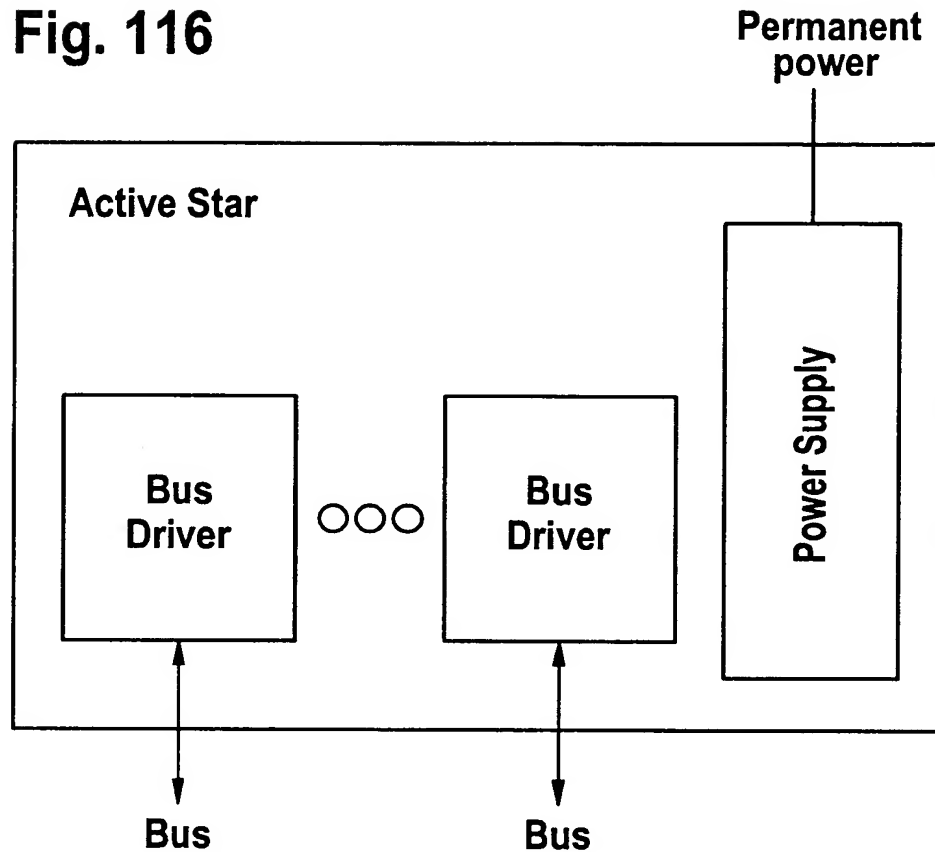 Fig. 116
Permanent
power
Active Star
Power Supply
Bus
Driver
Bus
Driver
Bus
Bus